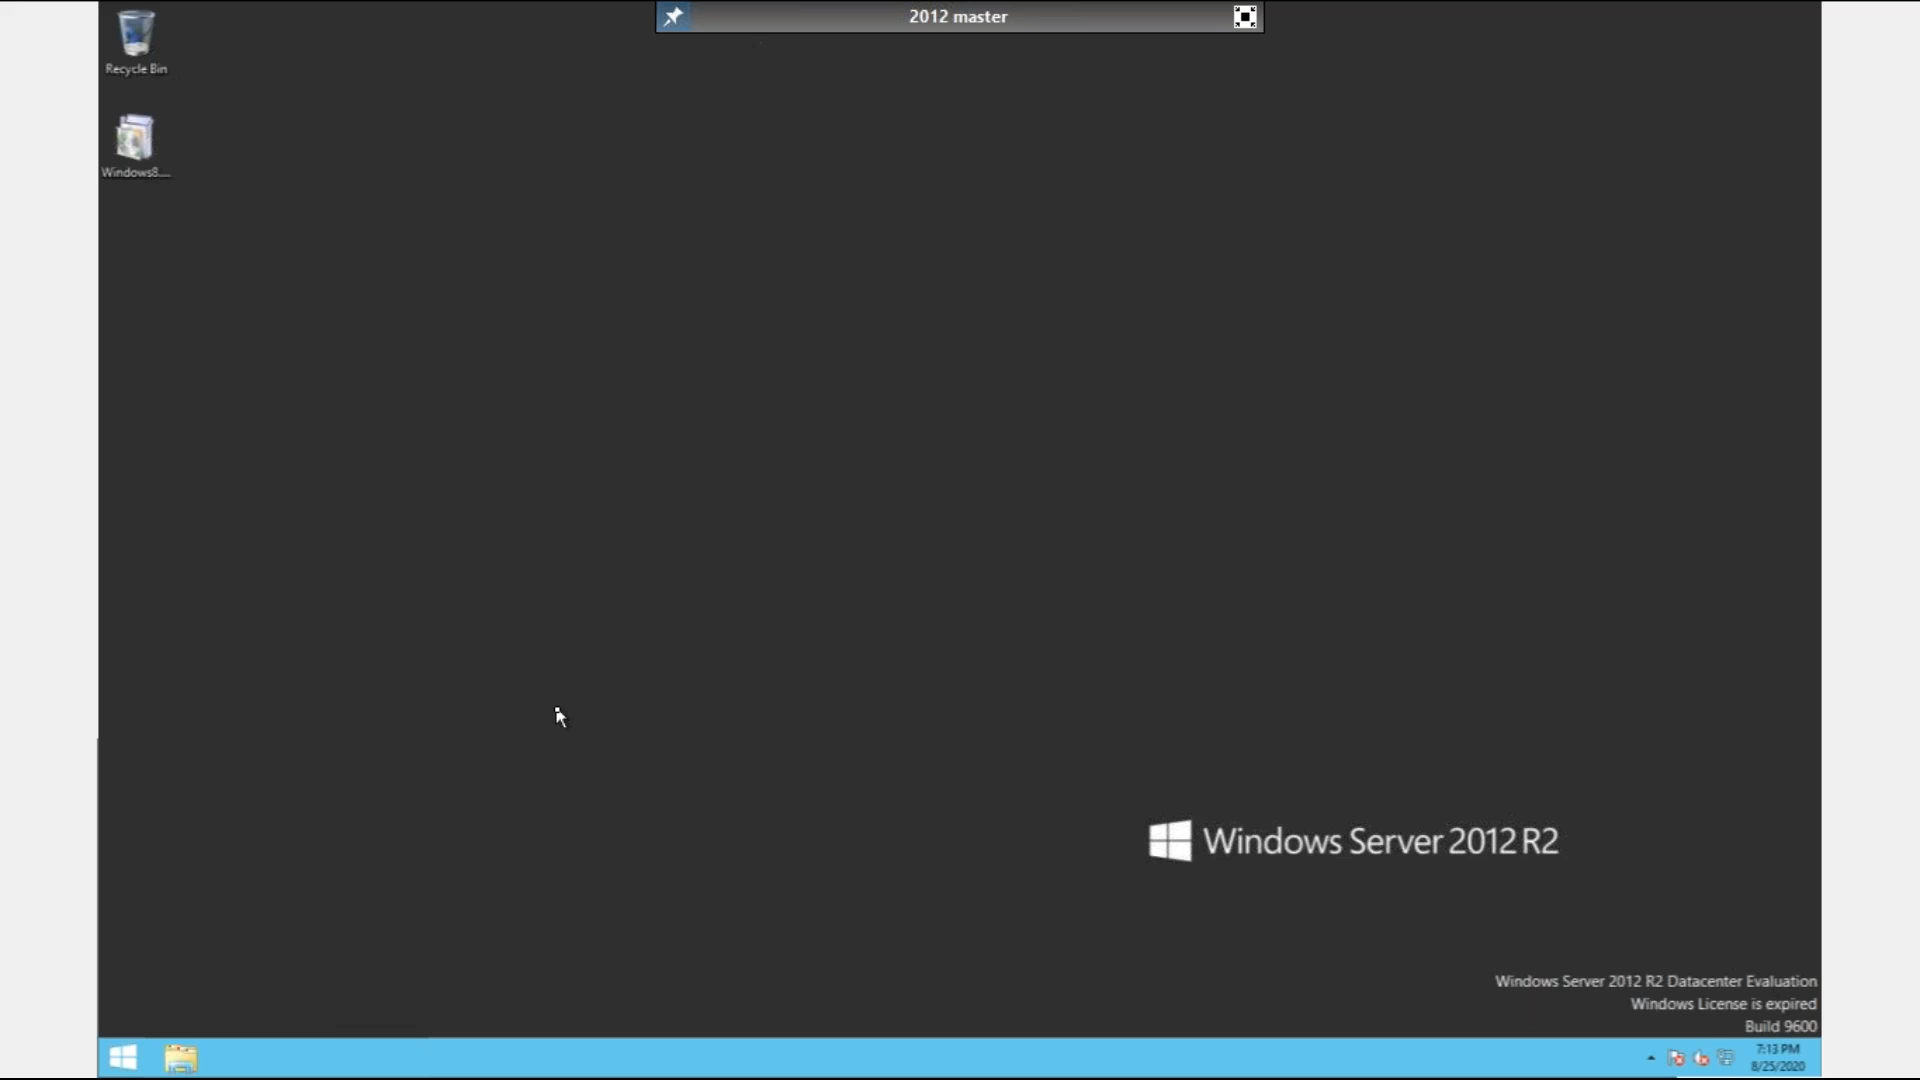 2012 master
Recycle Bin
Windows8....
Windows Server 2012 R2
Windows Server 2012 R2 Datacenter Evaluation
Windows License is expired
Build 9600
7:13 PM
8/25/2020